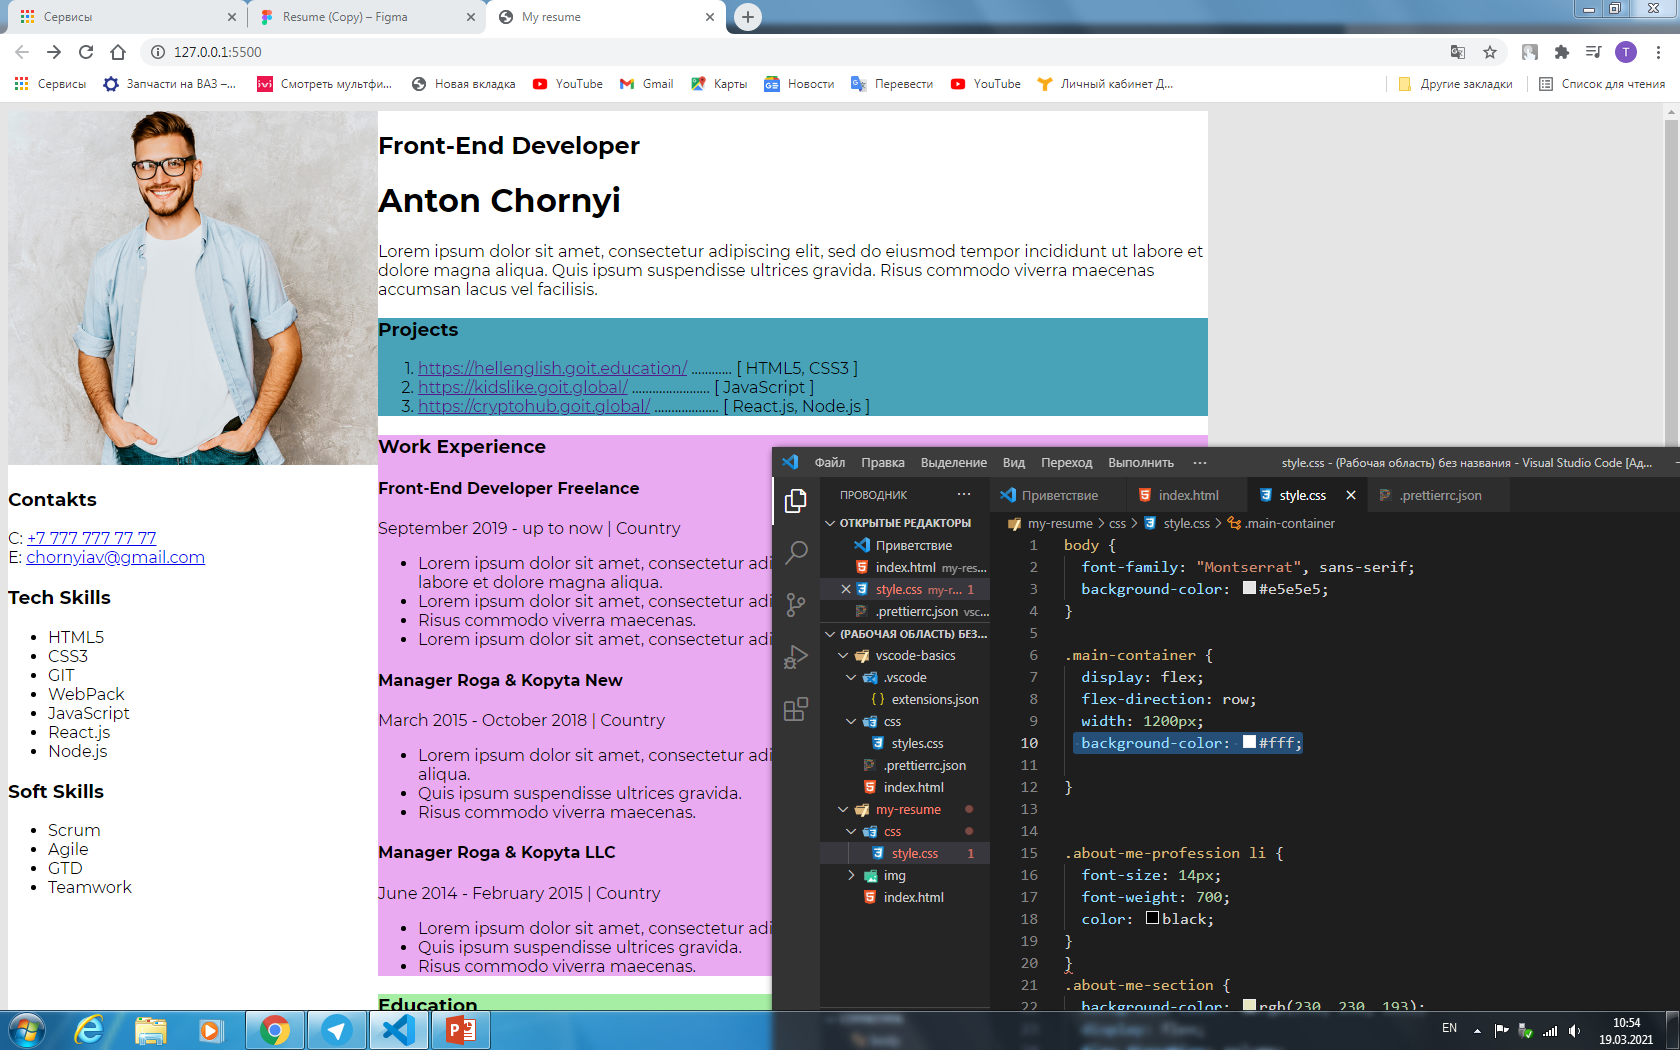 Сервисы
Resume (Copy) – Figma
My resume
127.0.0.1:5500
T
Сервисы
Запчасти на ВАЗ –...
ivi
Смотреть мультфи...
Новая вкладка
YouTube
Gmail
Карты
Новости
Перевести
YouTube
Личный кабинет Д...
Другие закладки
Список для чтения
Front-End Developer
Anton Chornyi
Lorem ipsum dolor sit amet, consectetur adipiscing elit, sed do eiusmod tempor incididunt ut labore et
dolore magna aliqua. Quis ipsum suspendisse ultrices gravida. Risus commodo viverra maecenas
accumsan lacus vel facilisis.
Projects
1. https://hellenglish.goit.education/ ............ [ HTML5, CSS3 ]
2. https://kidslike.goit.global/ ....................... [ JavaScript ]
3. https://cryptohub.goit.global/ ................... [ React.js, Node.js ]
Work Experience
Front-End Developer Freelance
September 2019 - up to now | Country
Lorem ipsum dolor sit amet, consectetur adi
labore et dolore magna aliqua.
Lorem ipsum dolor sit amet, consectetur adi
Risus commodo viverra maecenas.
Lorem ipsum dolor sit amet, consectetur adi
Manager Roga & Kopyta New
March 2015 - October 2018 | Country
Lorem ipsum dolor sit amet, consectetur adi
aliqua.
Quis ipsum suspendisse ultrices gravida.
Risus commodo viverra maecenas.
Manager Roga & Kopyta LLC
June 2014 - February 2015 | Country
Lorem ipsum dolor sit amet, consectetur adi
Quis ipsum suspendisse ultrices gravida.
Risus commodo viverra maecenas.
Education
Contakts
C: +7 777 777 77 77
E: chornyiav@gmail.com
Tech Skills
HTML5
CSS3
GIT
WebPack
JavaScript
React.js
Node.js
Soft Skills
Scrum
Agile
GTD
Teamwork
Файл Правка Выделение Вид Переход Выполнить ···
style.css - (Рабочая область) без названия - Visual Studio Code [Ад...
ПРОВОДНИК ···
ОТКРЫТЫЕ РЕДАКТОРЫ
Приветствие
index.html my-res...
style.css my-r... 1
.prettierrc.json vsc...
(РАБОЧАЯ ОБЛАСТЬ) БЕЗ...
vscode-basics
.vscode
extensions.json
css
styles.css
.prettierrc.json
index.html
my-resume
css
style.css 1
img
index.html
Приветствие
index.html
style.css
.prettierrc.json
my-resume > css > style.css > .main-container
1 body {
2 font-family: "Montserrat", sans-serif;
3 background-color: #e5e5e5;
4 }
5
6 .main-container {
7 display: flex;
8 flex-direction: row;
9 width: 1200px;
10 background-color: #fff;
11
12 }
13
14
15 .about-me-profession li {
16 font-size: 14px;
17 font-weight: 700;
18 color: black;
19 }
20 }
21 .about-me-section {
22 background-color: rgb(230, 230, 193);
EN
10:54
19.03.2021